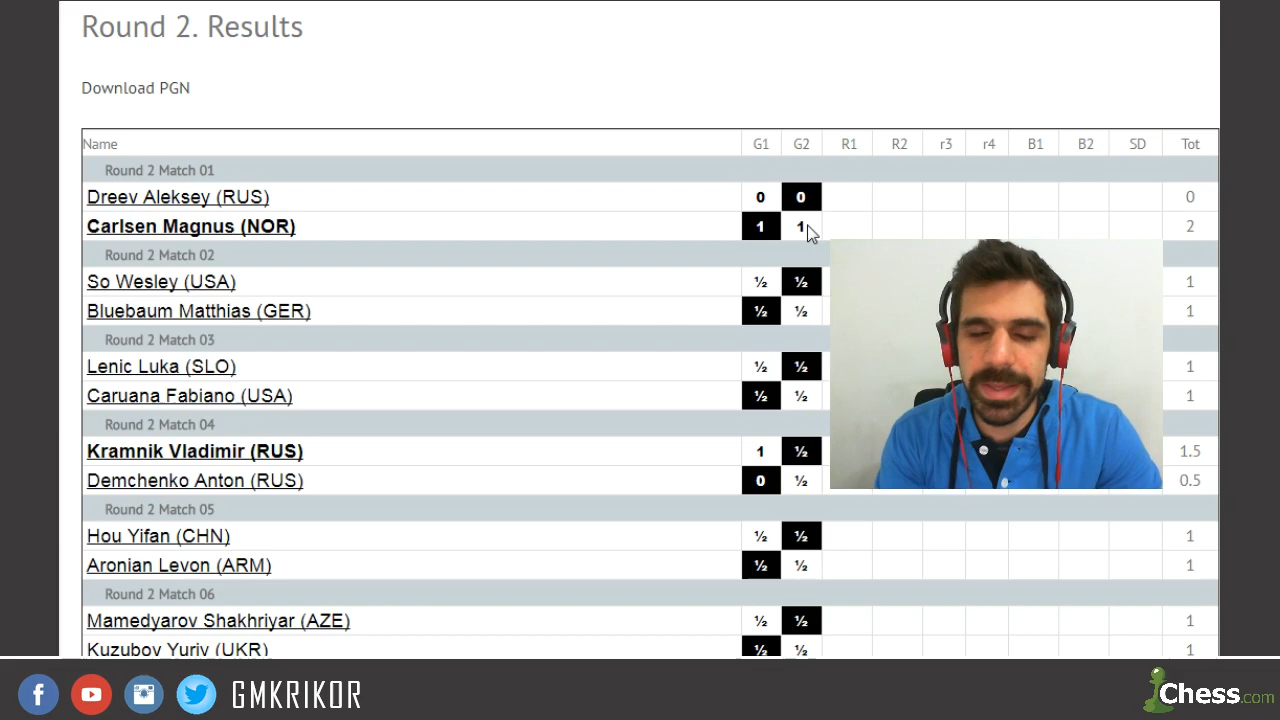 Round 2. Results
Download PGN
Name G1 G2 R1 R2 r3 r4 B1 B2 SD Tot
Round 2 Match 01
Dreev Aleksey (RUS) 0 0 0
Carlsen Magnus (NOR) 1 1 2
Round 2 Match 02
So Wesley (USA) ½ ½ 1
Bluebaum Matthias (GER) ½ ½ 1
Round 2 Match 03
Lenic Luka (SLO) ½ ½ 1
Caruana Fabiano (USA) ½ ½ 1
Round 2 Match 04
Kramnik Vladimir (RUS) 1 ½ 1.5
Demchenko Anton (RUS) 0 ½ 0.5
Round 2 Match 05
Hou Yifan (CHN) ½ ½ 1
Aronian Levon (ARM) ½ ½ 1
Round 2 Match 06
Mamedyarov Shakhriyar (AZE) ½ ½ 1
Kuzubov Yuriy (UKR) ½ ½ 1
GMKRIKOR
Chess.com